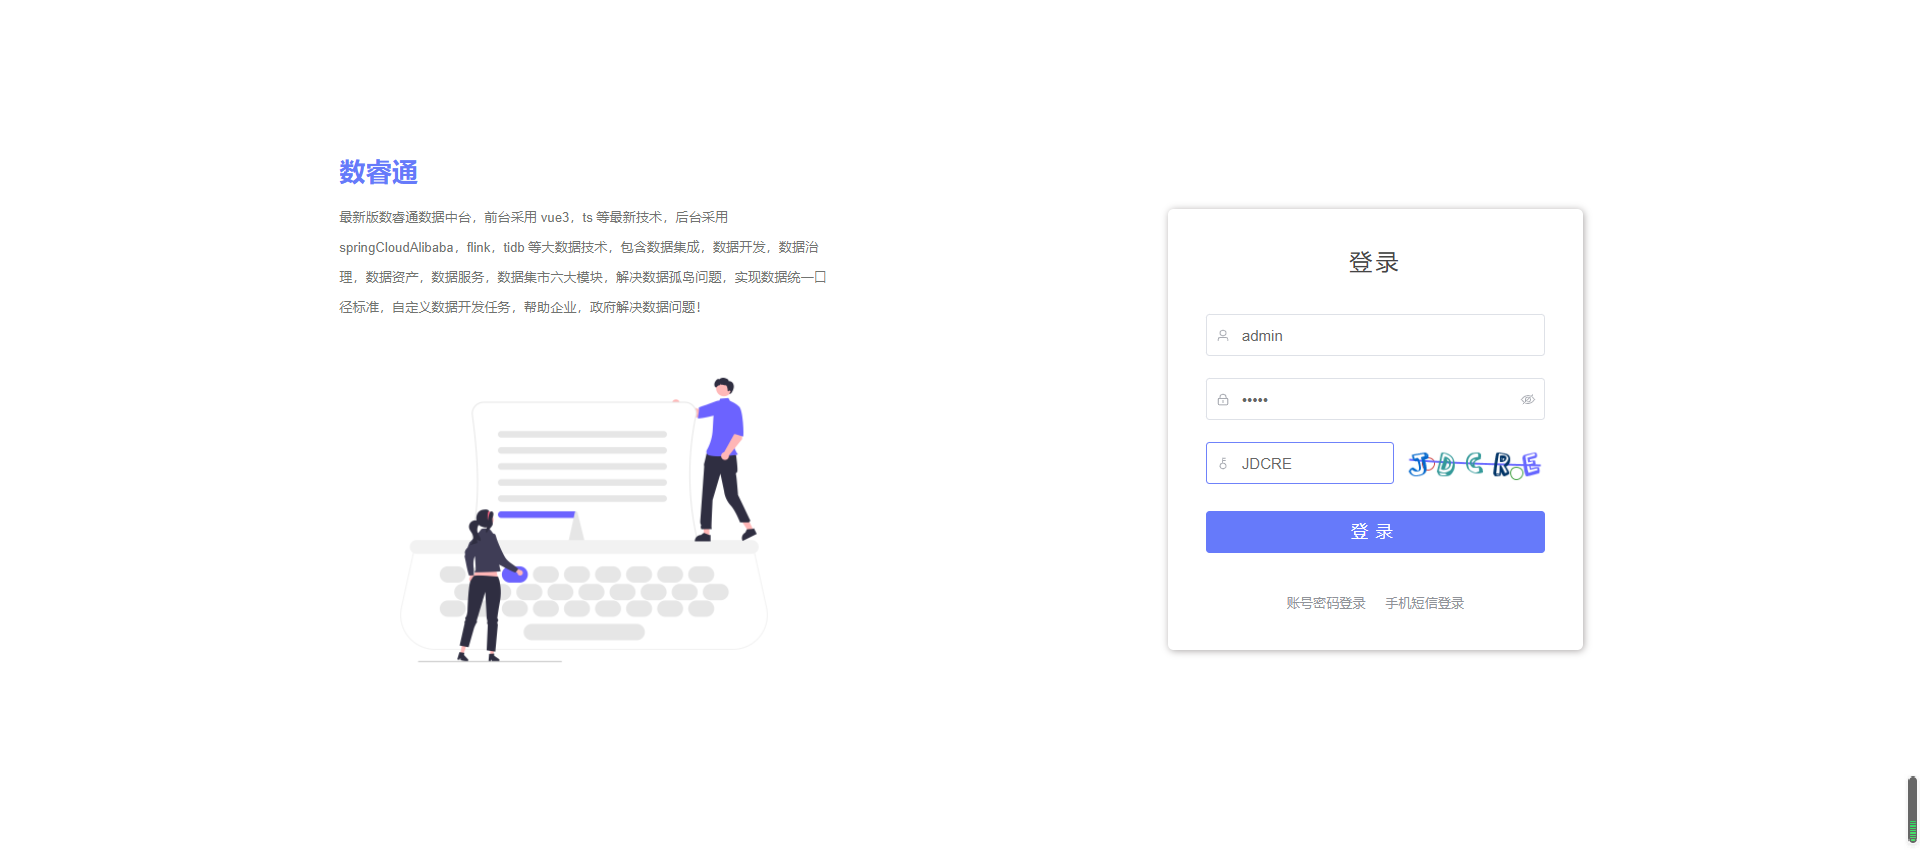 数睿通
最新版数睿通数据中台，前台采用 vue3，ts 等最新技术，后台采用
springCloudAlibaba，flink，tidb 等大数据技术，包含数据集成，数据开发，数据治
理，数据资产，数据服务，数据集市六大模块，解决数据孤岛问题，实现数据统一口
径标准，自定义数据开发任务，帮助企业，政府解决数据问题！
登录
admin
•••••
JDCRE
JDCRE
登 录
账号密码登录 手机短信登录